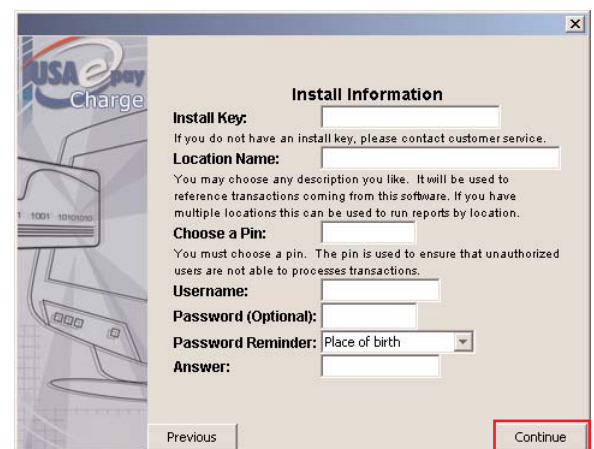 USA epay
Charge
Install Information
Install Key:
If you do not have an install key, please contact customer service.
Location Name:
You may choose any description you like. It will be used to
reference transactions coming from this software. If you have
multiple locations this can be used to run reports by location.
Choose a Pin:
You must choose a pin. The pin is used to ensure that unauthorized
users are not able to processes transactions.
Username:
Password (Optional):
Password Reminder: Place of birth
Answer:
1001 10101010
Previous Continue